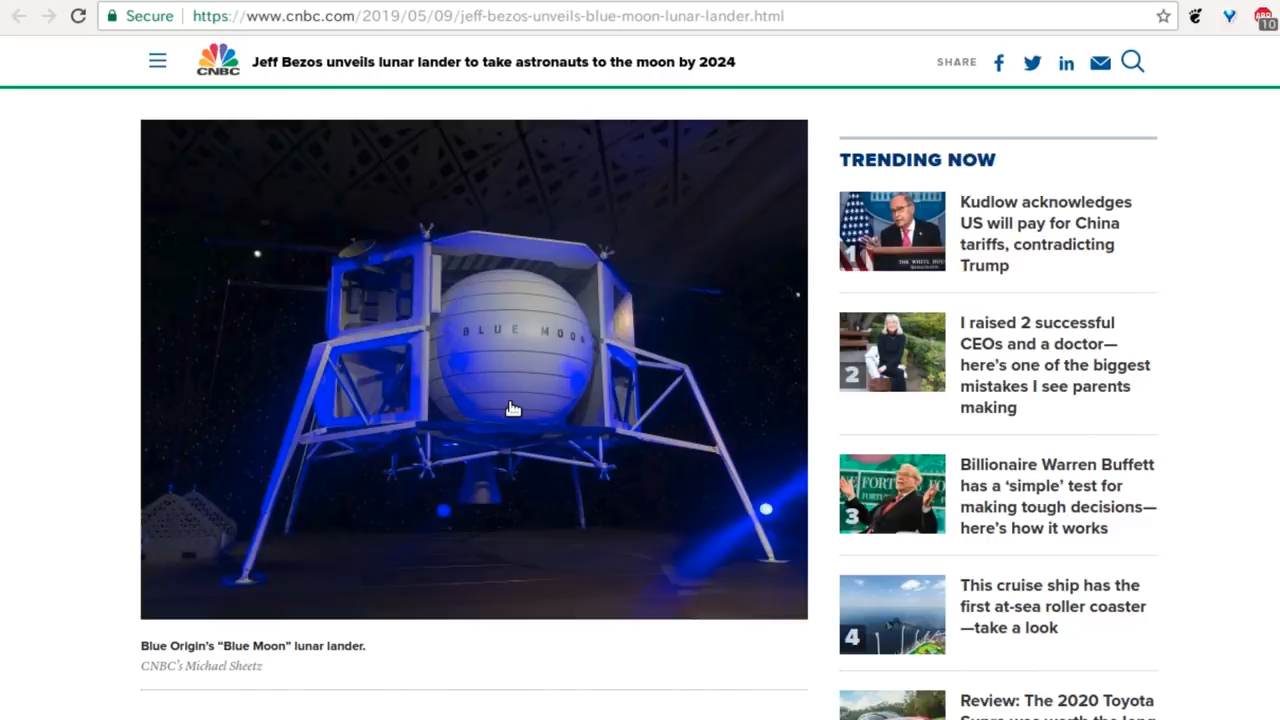 Secure
https://www.cnbc.com/2019/05/09/jeff-bezos-unveils-blue-moon-lunar-lander.html
10
CNBC
Jeff Bezos unveils lunar lander to take astronauts to the moon by 2024
SHARE
BLUE MOON
Blue Origin's “Blue Moon” lunar lander.
CNBC's Michael Sheetz
TRENDING NOW
1
Kudlow acknowledges
US will pay for China
tariffs, contradicting
Trump
2
I raised 2 successful
CEOs and a doctor—
here's one of the biggest
mistakes I see parents
making
3
Billionaire Warren Buffett
has a ‘simple’ test for
making tough decisions—
here's how it works
4
This cruise ship has the
first at-sea roller coaster
—take a look
Review: The 2020 Toyota